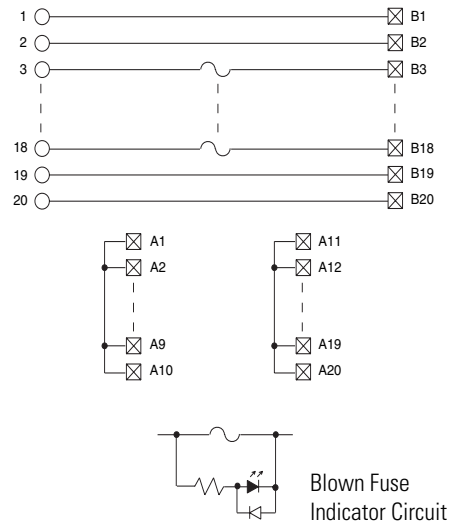 1 B1
2 B2
3 B3
18 B18
19 B19
20 B20
A1 A11
A2 A12
A9 A19
A10 A20
Blown Fuse
Indicator Circuit